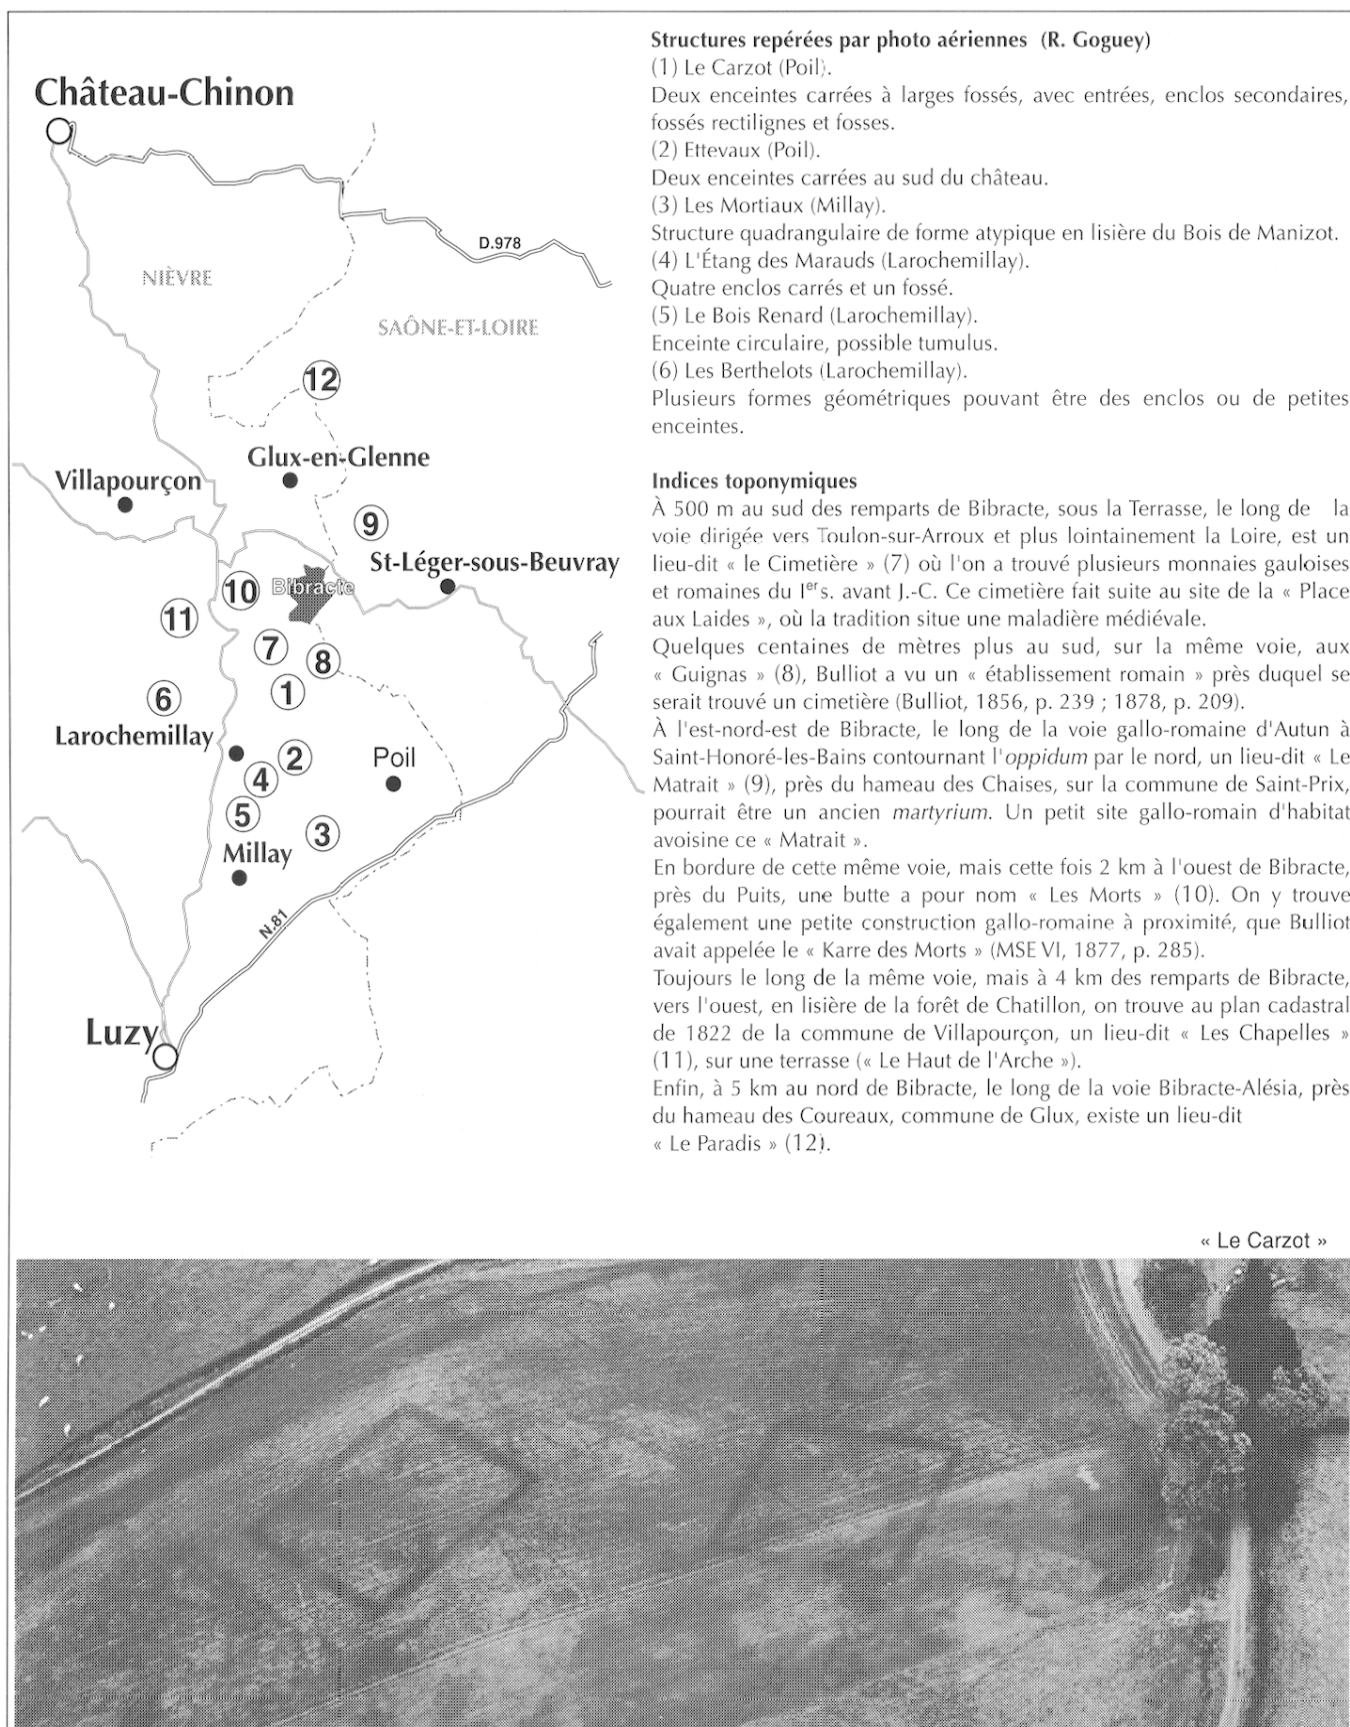 Château-Chinon
D.978
NIÈVRE
SAÔNE-ET-LOIRE
12
Glux-en-Glenne
Villapourçon
9
St-Léger-sous-Beuvray
10
Bibracte
11
7
8
6
1
Larochemillay
2
Poil
4
5
3
Millay
N.81
Luzy
Structures repérées par photo aériennes (R. Goguey)
(1) Le Carzot (Poil).
Deux enceintes carrées à larges fossés, avec entrées, enclos secondaires,
fossés rectilignes et fosses.
(2) Ettevaux (Poil).
Deux enceintes carrées au sud du château.
(3) Les Mortiaux (Millay).
Structure quadrangulaire de forme atypique en lisière du Bois de Manizot.
(4) L'Étang des Marauds (Larochemillay).
Quatre enclos carrés et un fossé.
(5) Le Bois Renard (Larochemillay).
Enceinte circulaire, possible tumulus.
(6) Les Berthelots (Larochemillay).
Plusieurs formes géométriques pouvant être des enclos ou de petites
enceintes.
Indices toponymiques
À 500 m au sud des remparts de Bibracte, sous la Terrasse, le long de la
voie dirigée vers Toulon-sur-Arroux et plus lointainement la Loire, est un
lieu-dit « le Cimetière » (7) où l'on a trouvé plusieurs monnaies gauloises
et romaines du Iers. avant J.-C. Ce cimetière fait suite au site de la « Place
aux Laides », où la tradition situe une maladière médiévale.
Quelques centaines de mètres plus au sud, sur la même voie, aux
« Guignas » (8), Bulliot a vu un « établissement romain » près duquel se
serait trouvé un cimetière (Bulliot, 1856, p. 239 ; 1878, p. 209).
À l'est-nord-est de Bibracte, le long de la voie gallo-romaine d'Autun à
Saint-Honoré-les-Bains contournant l'oppidum par le nord, un lieu-dit « Le
Matrait » (9), près du hameau des Chaises, sur la commune de Saint-Prix,
pourrait être un ancien martyrium. Un petit site gallo-romain d'habitat
avoisine ce « Matrait ».
En bordure de cette même voie, mais cette fois 2 km à l'ouest de Bibracte,
près du Puits, une butte a pour nom « Les Morts » (10). On y trouve
également une petite construction gallo-romaine à proximité, que Bulliot
avait appelée le « Karre des Morts » (MSE VI, 1877, p. 285).
Toujours le long de la même voie, mais à 4 km des remparts de Bibracte,
vers l'ouest, en lisière de la forêt de Chatillon, on trouve au plan cadastral
de 1822 de la commune de Villapourçon, un lieu-dit « Les Chapelles »
(11), sur une terrasse (« Le Haut de l'Arche »).
Enfin, à 5 km au nord de Bibracte, le long de la voie Bibracte-Alésia, près
du hameau des Coureaux, commune de Glux, existe un lieu-dit
« Le Paradis » (12).
« Le Carzot »